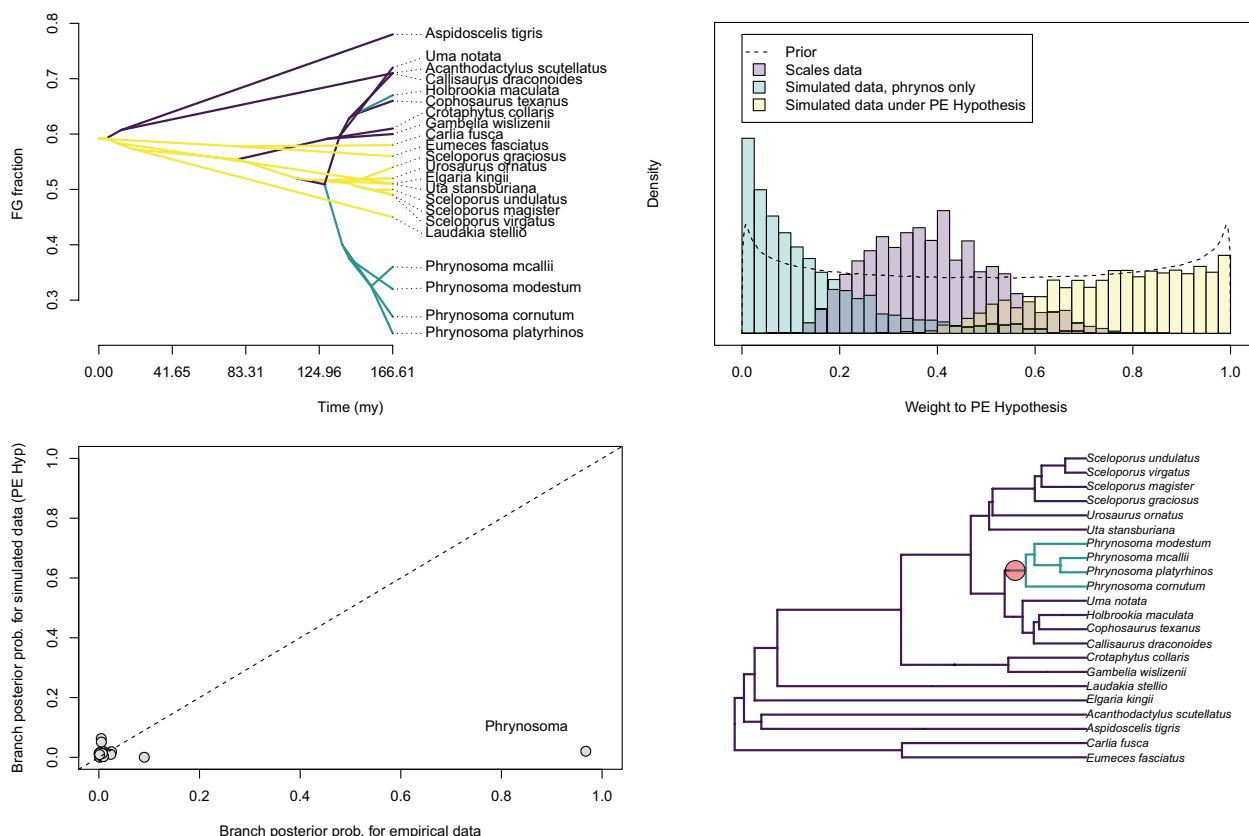 0.8
0.7
0.6
0.5
0.4
0.3
FG fraction
Aspidoscelis tigris
Uma notata
Acanthodactylus scutellatus
Callisaurus draconoides
Holbrookia maculata
Cophosaurus texanus
Crotaphytus collaris
Gambelia wislizenii
Carlia fusca
Eumeces fasciatus
Sceloporus graciosus
Urosaurus ornatus
Elgaria kingii
Uta stansburiana
Sceloporus undulatus
Sceloporus magister
Sceloporus virgatus
Laudakia stellio
Phrynosoma mcallii
Phrynosoma modestum
Phrynosoma cornutum
Phrynosoma platyrhinos
0.00 41.65 83.31 124.96 166.61
Time (my)
Prior
Scales data
Simulated data, phrynos only
Simulated data under PE Hypothesis
Density
0.0 0.2 0.4 0.6 0.8 1.0
Weight to PE Hypothesis
Branch posterior prob. for simulated data (PE Hyp)
1.0
0.8
0.6
0.4
0.2
0.0
Phrynosoma
0.0 0.2 0.4 0.6 0.8 1.0
Branch posterior prob. for empirical data
Sceloporus undulatus
Sceloporus virgatus
Sceloporus magister
Sceloporus graciosus
Urosaurus ornatus
Uta stansburiana
Phrynosoma modestum
Phrynosoma mcallii
Phrynosoma platyrhinos
Phrynosoma cornutum
Uma notata
Holbrookia maculata
Cophosaurus texanus
Callisaurus draconoides
Crotaphytus collaris
Gambelia wislizenii
Laudakia stellio
Elgaria kingii
Acanthodactylus scutellatus
Aspidoscelis tigris
Carlia fusca
Eumeces fasciatus